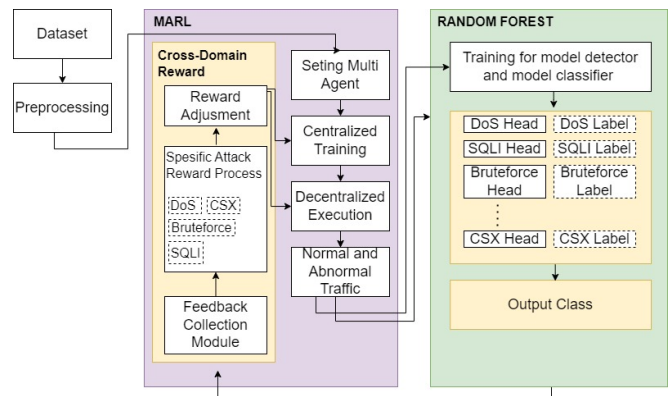 Dataset
Preprocessing
MARL
Cross-Domain
Reward
Reward
Adjusment
Spesific Attack
Reward Process
DoS
CSX
Bruteforce
SQLI
Feedback
Collection
Module
Seting Multi
Agent
Centralized
Training
Decentralized
Execution
Normal and
Abnormal
Traffic
RANDOM FOREST
Training for model detector
and model classifier
DoS Head
DoS Label
SQLI Head
SQLI Label
Bruteforce
Head
Bruteforce
Label
CSX Head
CSX Label
Output Class